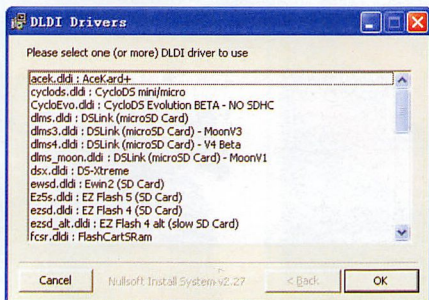 DLDI Drivers
Please select one (or more) DLDI driver to use
acek.dldi : AceKard+
cyclods.dldi : CycloDS mini/micro
CycloEvo.dldi : CycloDS Evolution BETA - NO SDHC
dlms.dldi : DSLink (microSD Card)
dlms3.dldi : DSLink (microSD Card) - MoonV3
dlms4.dldi : DSLink (microSD Card) - V4 Beta
dlms_moon.dldi : DSLink (microSD Card) - MoonV1
dsx.dldi : DS-Xtreme
ewsd.dldi : Ewin2 (SD Card)
Ez5s.dldi : EZ Flash 5 (SD Card)
ezsd.dldi : EZ Flash 4 (SD Card)
ezsd_alt.dldi : EZ Flash 4 alt (slow SD Card)
fcsr.dldi : FlashCartSRam
Cancel Nullsoft Install System v2.27 < Back OK